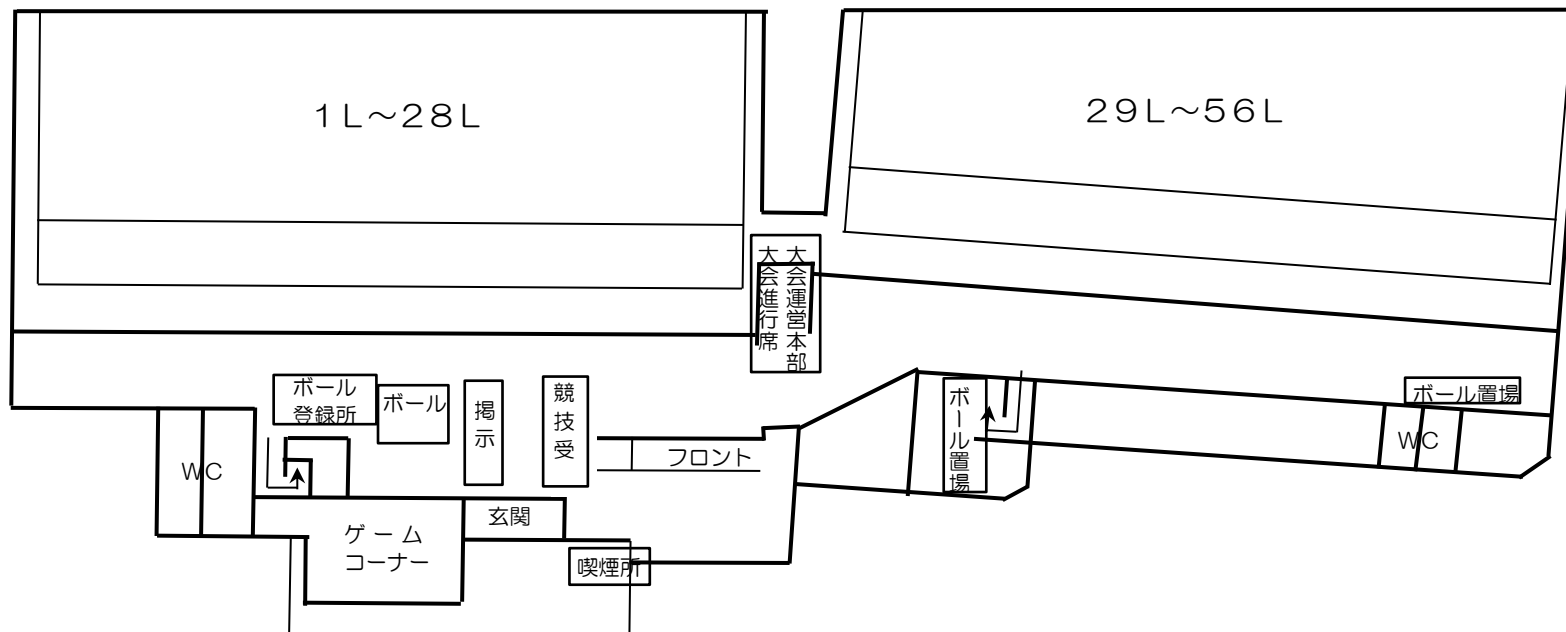 1L～28L
29L～56L
大会運営本部
大会進行席
ボール
登録所
ボール
掲示
競技受
フロント
ボール置場
ボール置場
WC
WC
玄関
ゲーム
コーナー
喫煙所